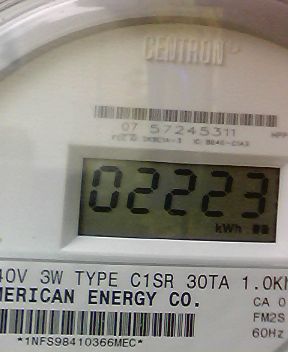 CENTRON
07 57245311
02223
kWh
40V 3W TYPE C1SR 30TA 1.0K
MERICAN ENERGY CO.
CA 0
FM2S
60Hz
*1NFS98410366MEC*